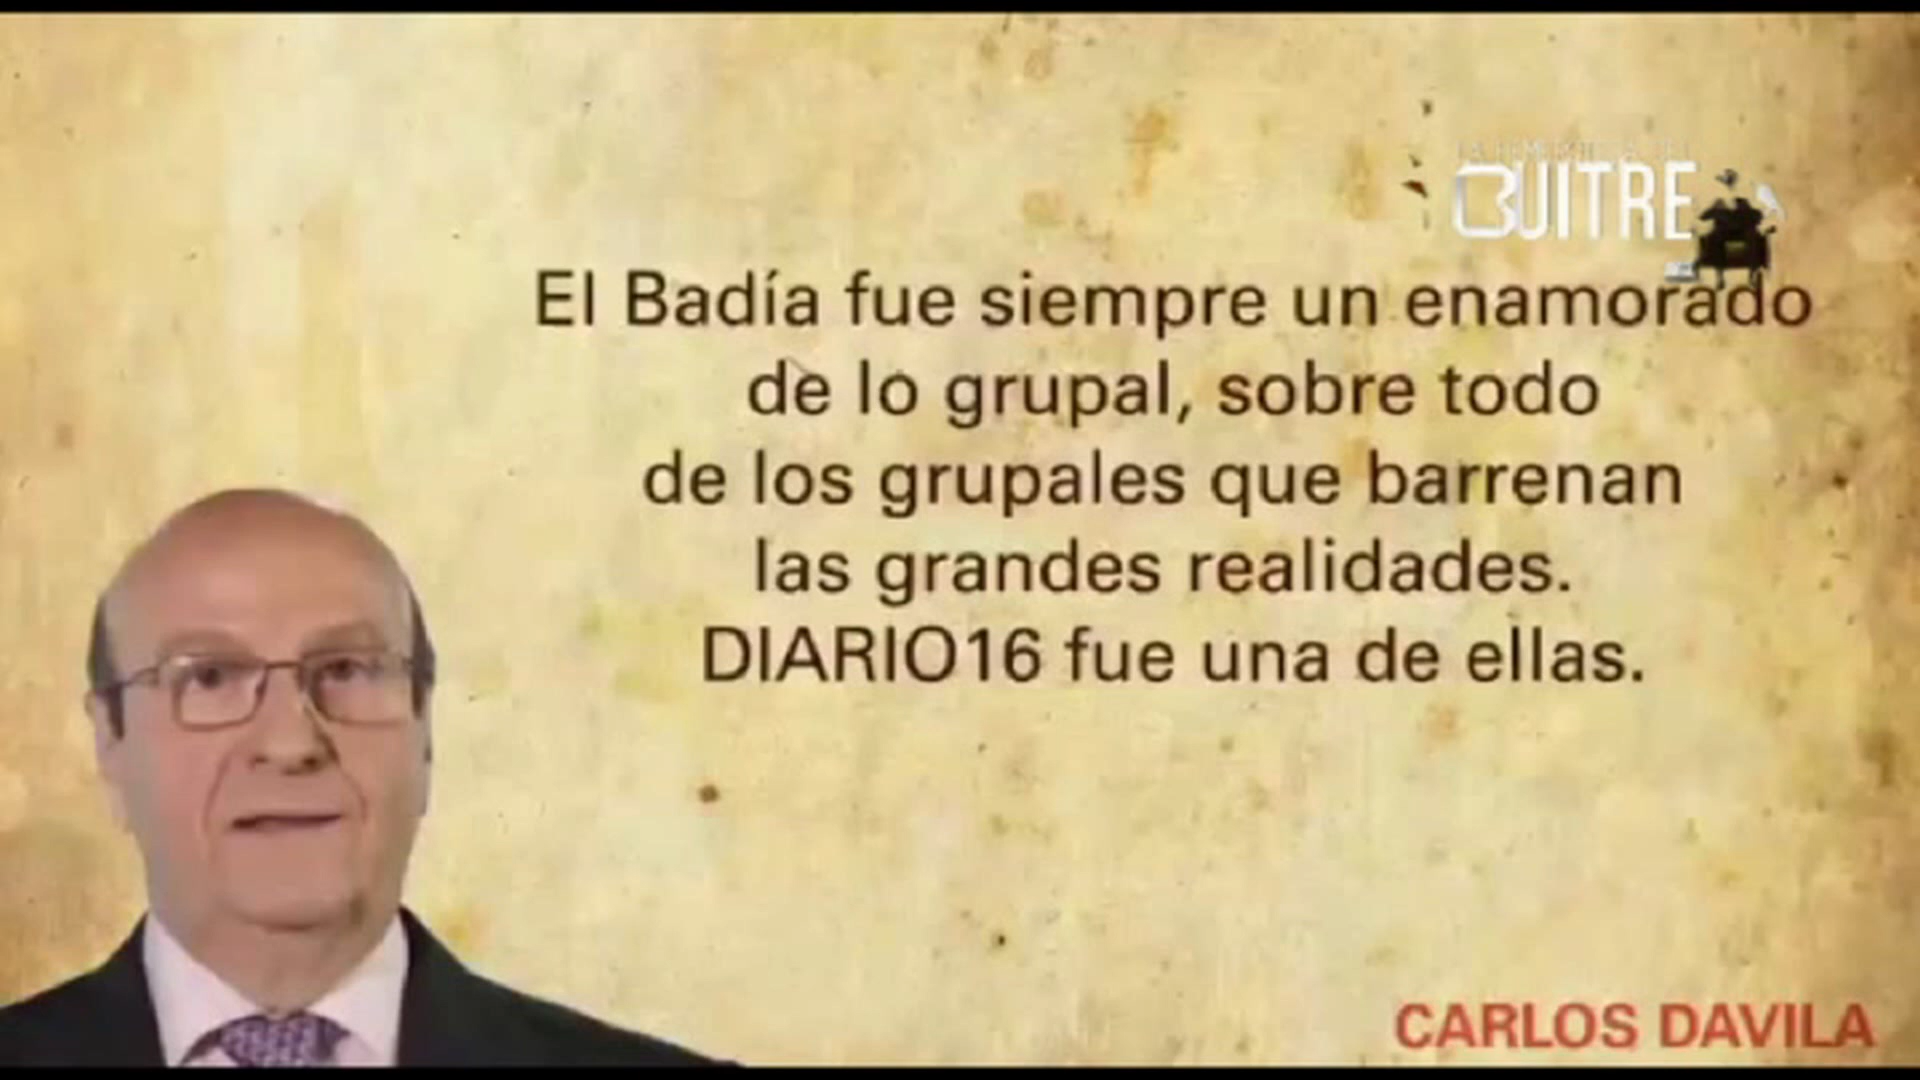 BUITRE
El Badía fue siempre un enamorado
de lo grupal, sobre todo
de los grupales que barrenan
las grandes realidades.
DIARIO16 fue una de ellas.
CARLOS DAVILA